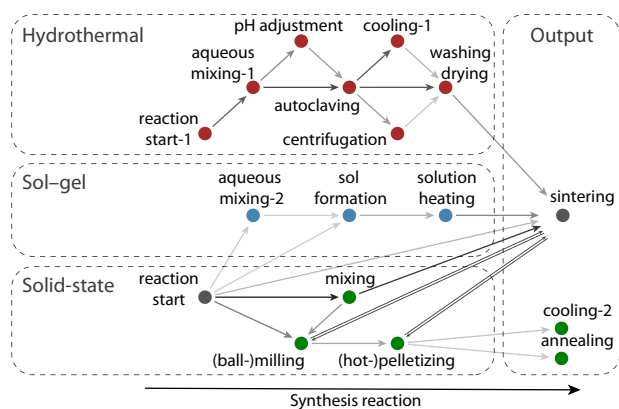 Hydrothermal
pH adjustment
cooling-1
Output
aqueous
mixing-1
washing
drying
autoclaving
reaction
start-1
centrifugation
Sol–gel
aqueous
mixing-2
sol
formation
solution
heating
sintering
Solid-state
reaction
start
mixing
cooling-2
annealing
(ball-)milling
(hot-)pelletizing
Synthesis reaction